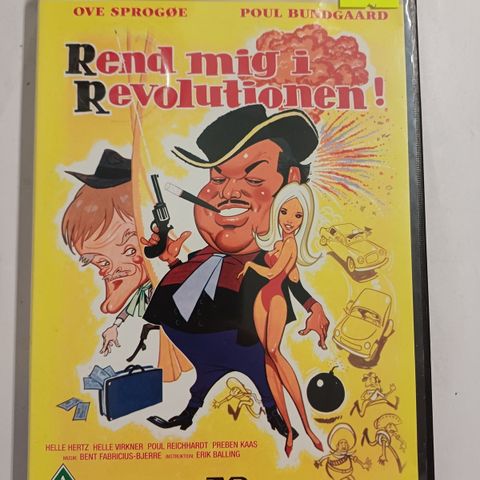 OVE SPROGØE POUL BUNDGAARD
Rend mig i
Revolutionen!
HELLE HERTZ HELLE VIRKNER POUL REICHHARDT PREBEN KAAS
MUSIK: BENT FABRICIUS-BJERRE INSTRUKTION: ERIK BALLING
A